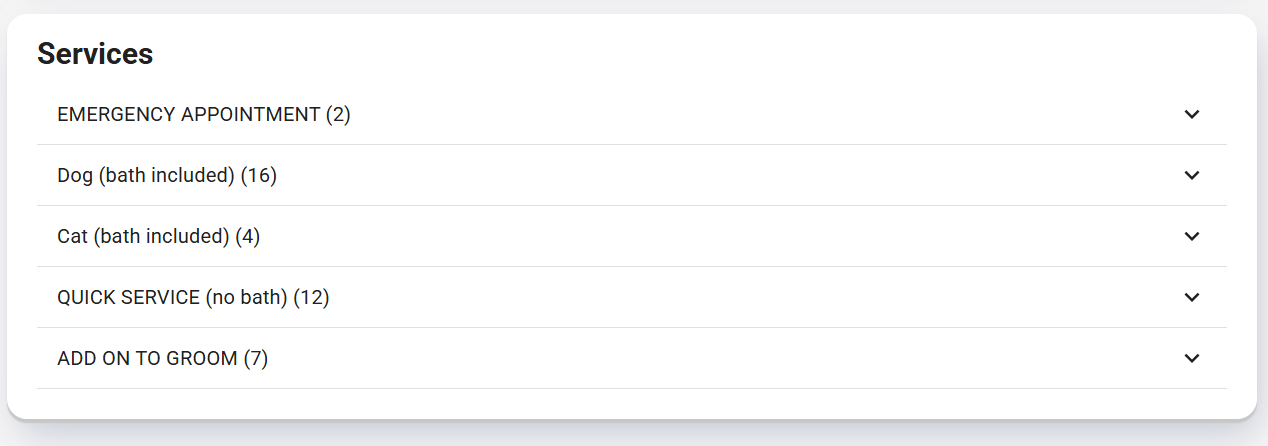 Services
EMERGENCY APPOINTMENT (2)
Dog (bath included) (16)
Cat (bath included) (4)
QUICK SERVICE (no bath) (12)
ADD ON TO GROOM (7)